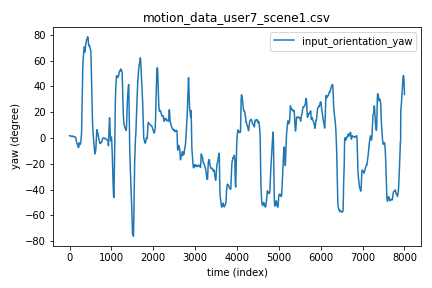 motion_data_user7_scene1.csv
input_orientation_yaw
80
60
40
20
0
−20
−40
−60
−80
yaw (degree)
0 1000 2000 3000 4000 5000 6000 7000 8000
time (index)